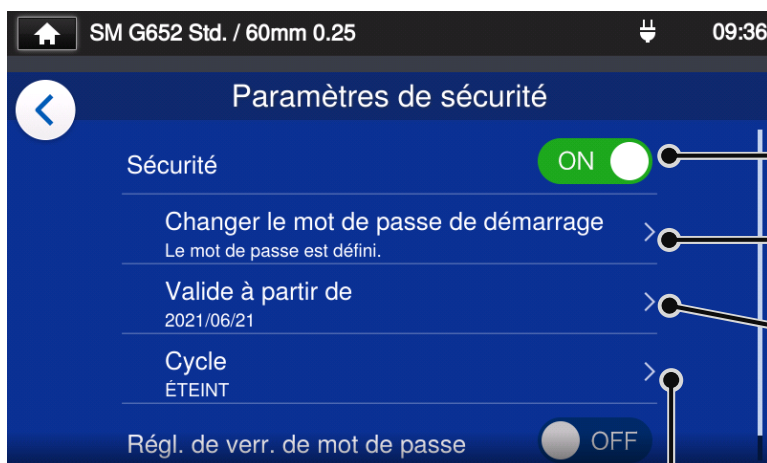 SM G652 Std. / 60mm 0.25 09:36
Paramètres de sécurité
Sécurité ON
Changer le mot de passe de démarrage
Le mot de passe est défini.
Valide à partir de
2021/06/21
Cycle
ÉTEINT
Régl. de verr. de mot de passe OFF